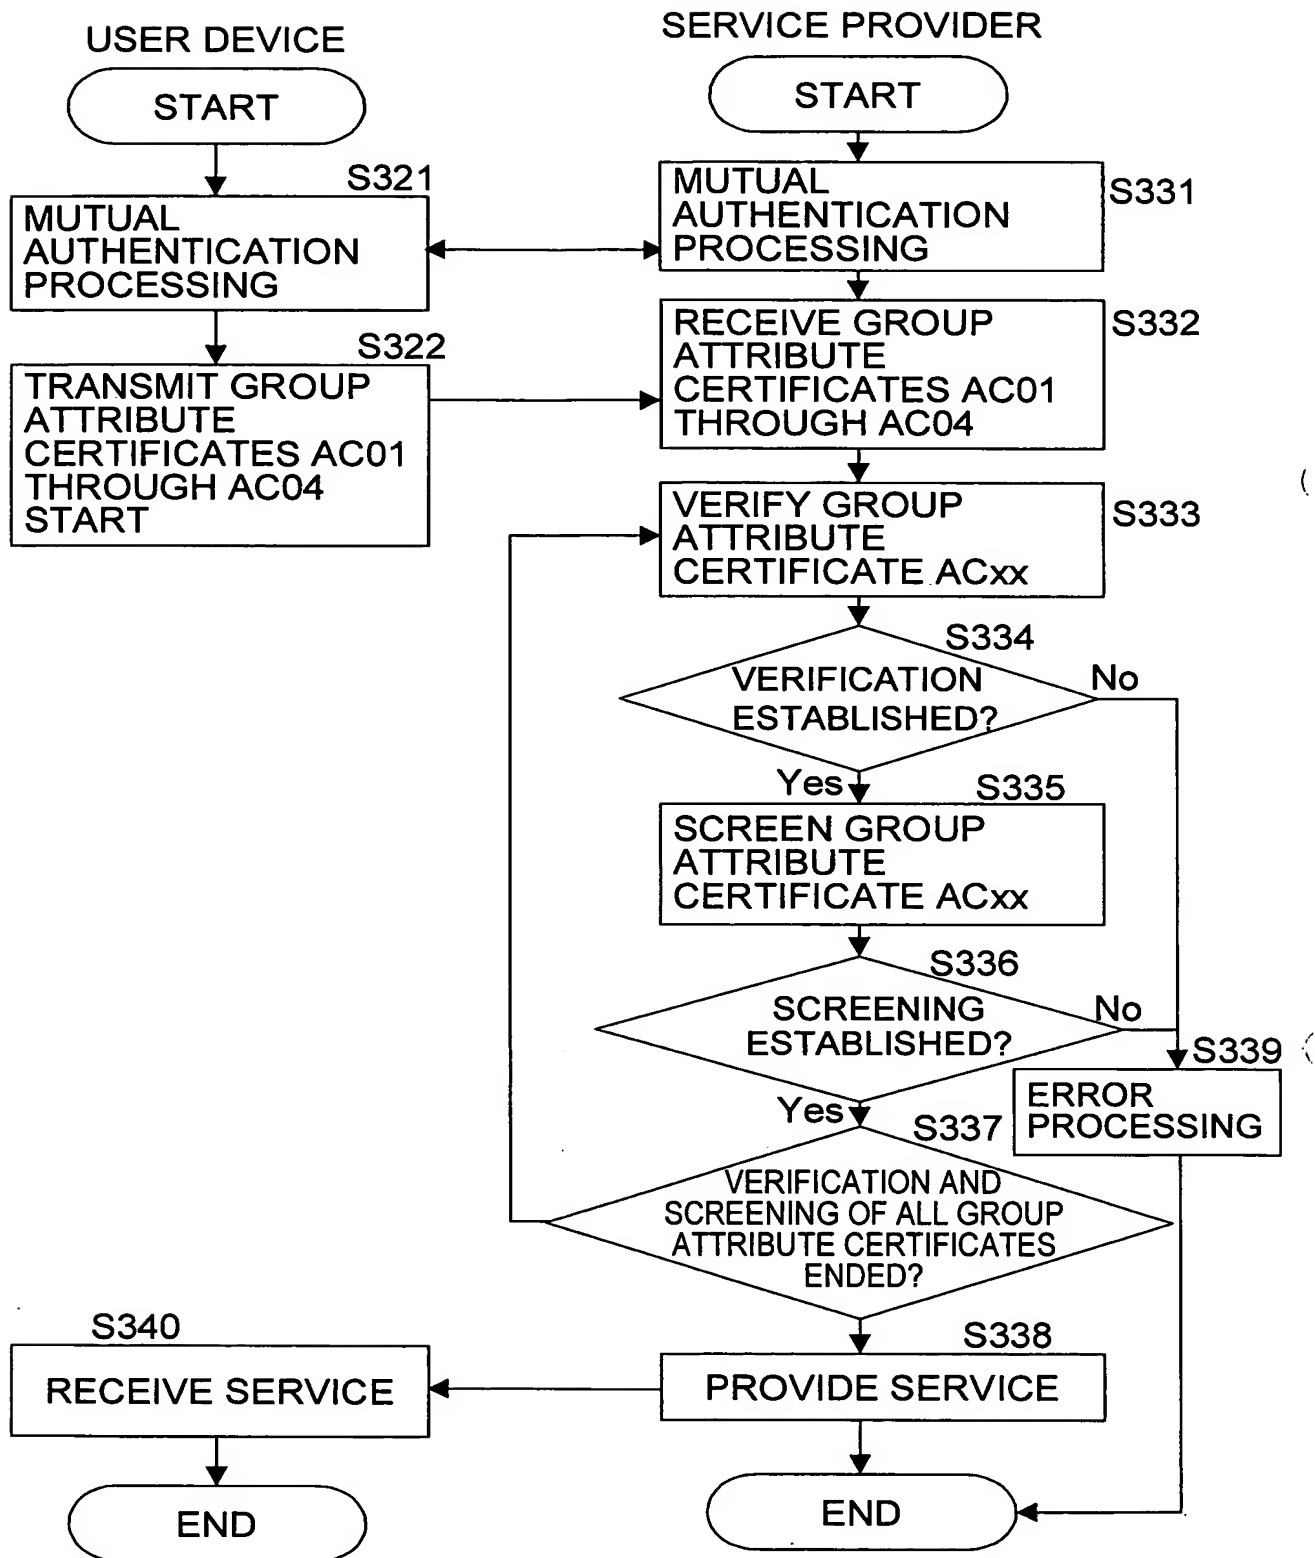 USER DEVICE
START
S321
MUTUAL
AUTHENTICATION
PROCESSING
S322
TRANSMIT GROUP
ATTRIBUTE
CERTIFICATES AC01
THROUGH AC04
START
SERVICE PROVIDER
START
MUTUAL
AUTHENTICATION
PROCESSING
S331
RECEIVE GROUP
ATTRIBUTE
CERTIFICATES AC01
THROUGH AC04
S332
VERIFY GROUP
ATTRIBUTE
CERTIFICATE ACxx
S333
S334
VERIFICATION
ESTABLISHED?
No
Yes
S335
SCREEN GROUP
ATTRIBUTE
CERTIFICATE ACxx
S336
SCREENING
ESTABLISHED?
No
S339
ERROR
PROCESSING
Yes
S337
VERIFICATION AND
SCREENING OF ALL GROUP
ATTRIBUTE CERTIFICATES
ENDED?
S338
PROVIDE SERVICE
S340
RECEIVE SERVICE
END
END